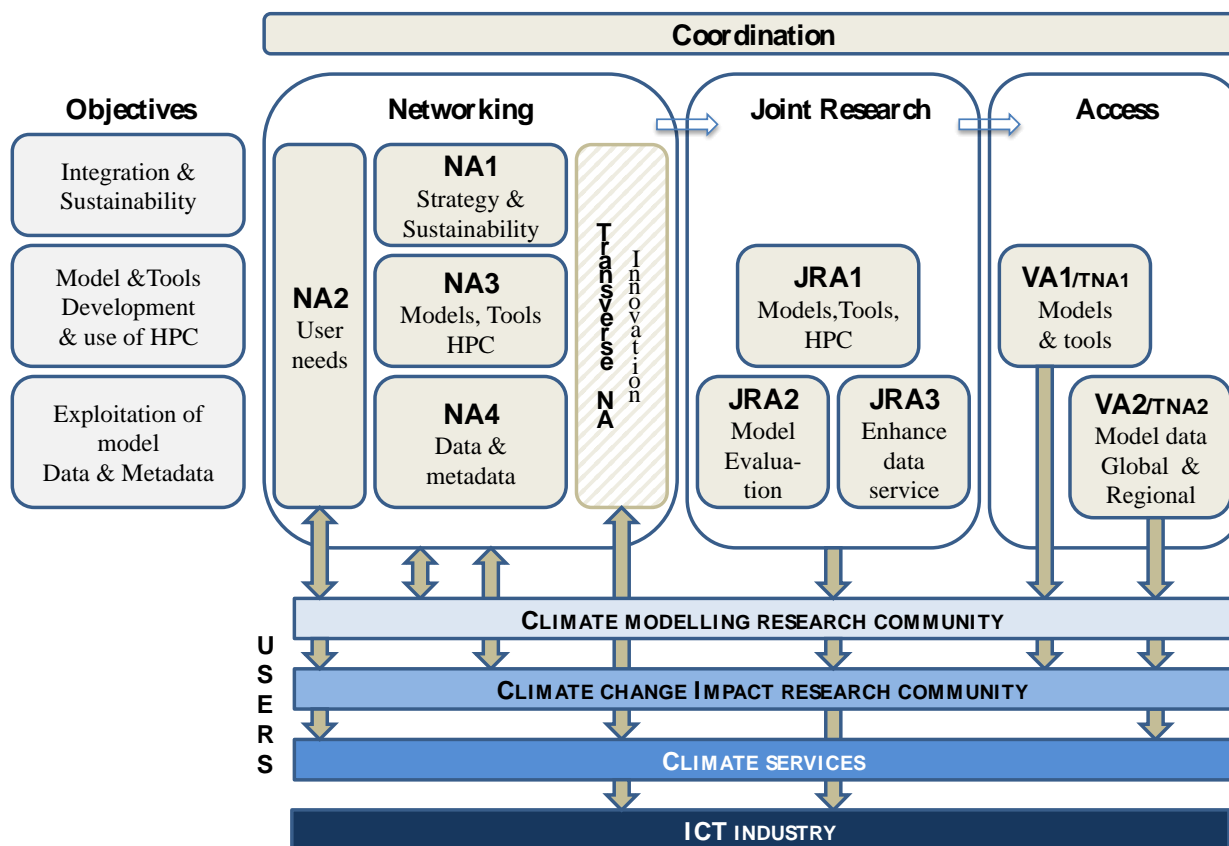 Coordination
Objectives
Integration &
Sustainability
Model &Tools
Development
& use of HPC
Exploitation of
model
Data & Metadata
Networking
NA2
User
needs
NA1
Strategy &
Sustainability
NA3
Models, Tools
HPC
NA4
Data &
metadata
Transverse NA
Innovation
Joint Research
JRA1
Models,Tools,
HPC
JRA2
Model
Evalua-
tion
JRA3
Enhance
data
service
Access
VA1/TNA1
Models
& tools
VA2/TNA2
Model data
Global &
Regional
USERS
CLIMATE MODELLING RESEARCH COMMUNITY
CLIMATE CHANGE IMPACT RESEARCH COMMUNITY
CLIMATE SERVICES
ICT INDUSTRY